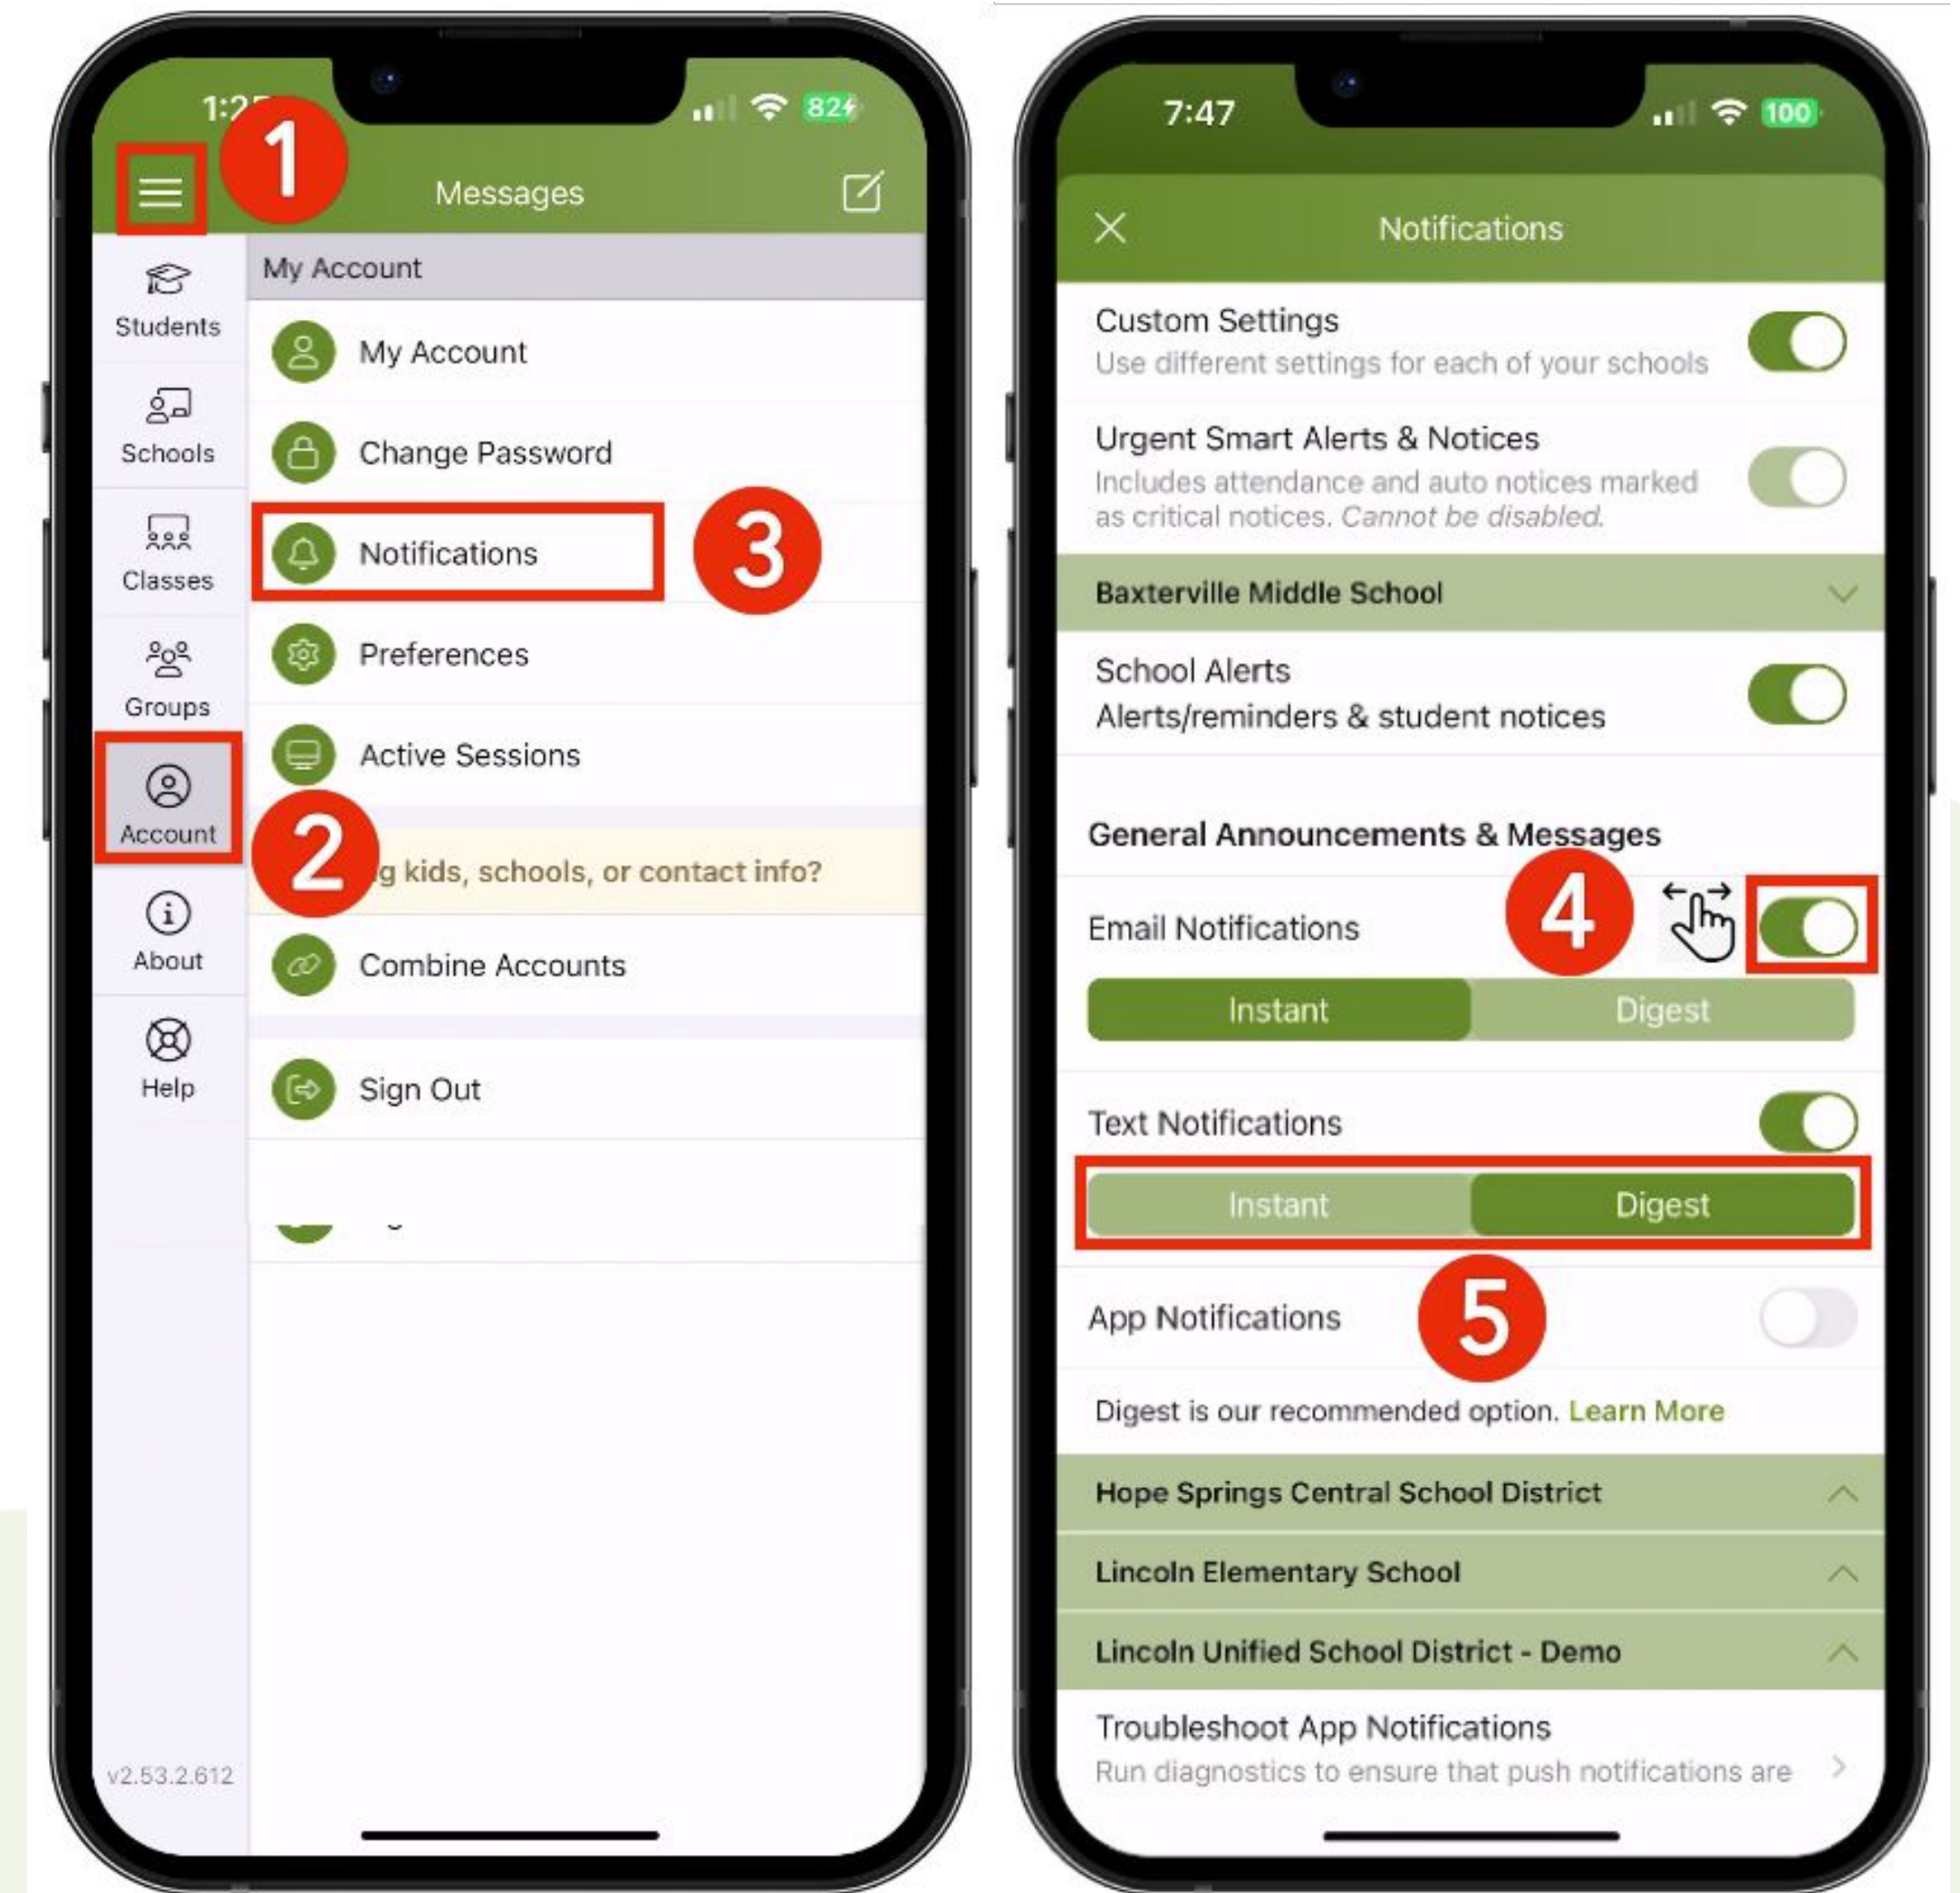 1:2
82
1
Messages
My Account
Students
My Account
Schools
Change Password
Classes
Notifications
3
Groups
Preferences
Active Sessions
Account
2
g kids, schools, or contact info?
About
Combine Accounts
Help
Sign Out
v2.53.2.612
7:47
100
Notifications
Custom Settings
Use different settings for each of your schools
Urgent Smart Alerts & Notices
Includes attendance and auto notices marked
as critical notices. Cannot be disabled.
Baxterville Middle School
School Alerts
Alerts/reminders & student notices
General Announcements & Messages
4
Email Notifications
Instant Digest
Text Notifications
Instant Digest
5
App Notifications
Digest is our recommended option. Learn More
Hope Springs Central School District
Lincoln Elementary School
Lincoln Unified School District - Demo
Troubleshoot App Notifications
Run diagnostics to ensure that push notifications are